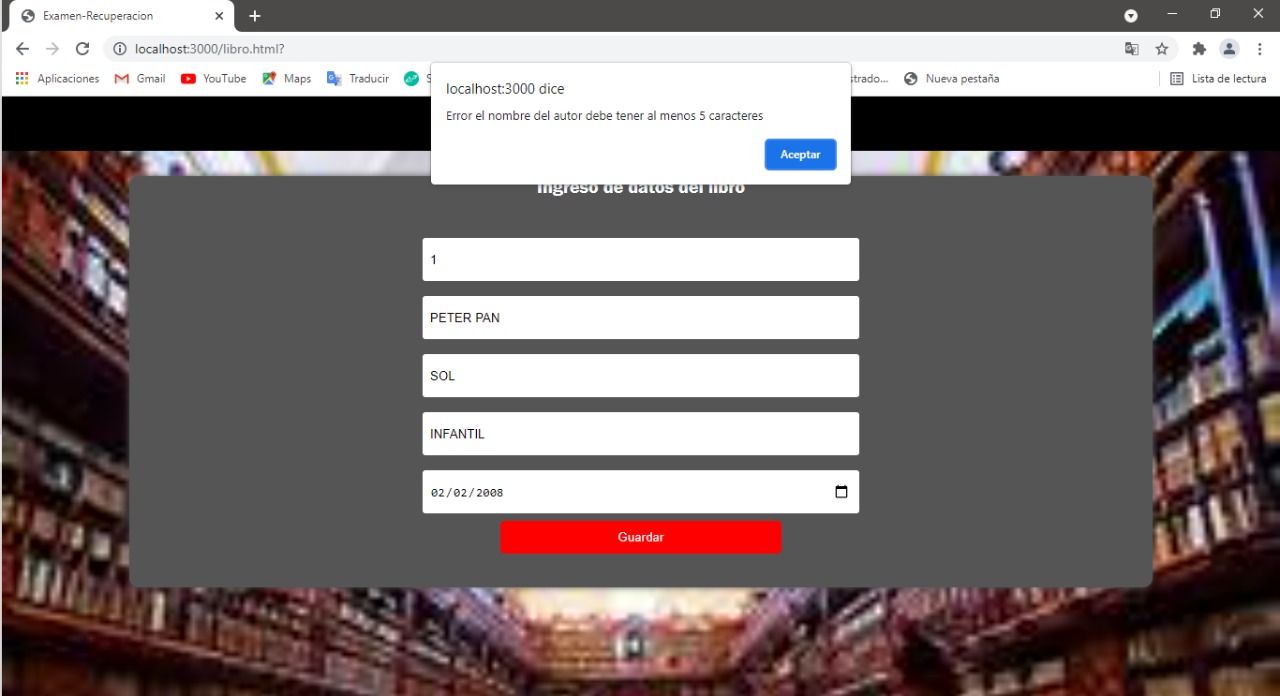 Examen-Recuperacion
localhost:3000/libro.html?
Aplicaciones
Gmail
YouTube
Maps
Traducir
Nueva pestaña
Lista de lectura
localhost:3000 dice
Error el nombre del autor debe tener al menos 5 caracteres
Aceptar
Ingreso de datos del libro
1
PETER PAN
SOL
INFANTIL
02/02/2008
Guardar